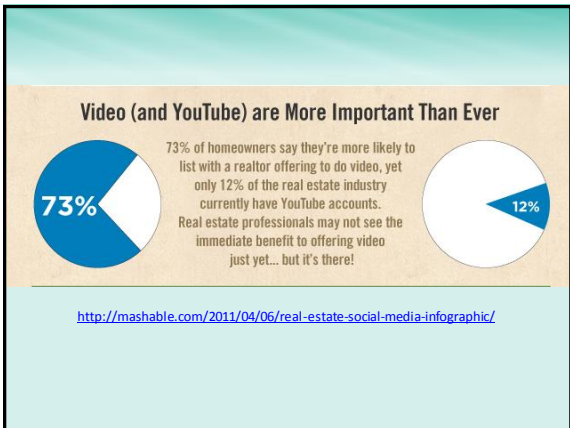 Video (and YouTube) are More Important Than Ever
73% of homeowners say they're more likely to
list with a realtor offering to do video, yet
only 12% of the real estate industry
currently have YouTube accounts.
Real estate professionals may not see the
immediate benefit to offering video
just yet... but it's there!
73%
12%
http://mashable.com/2011/04/06/real-estate-social-media-infographic/